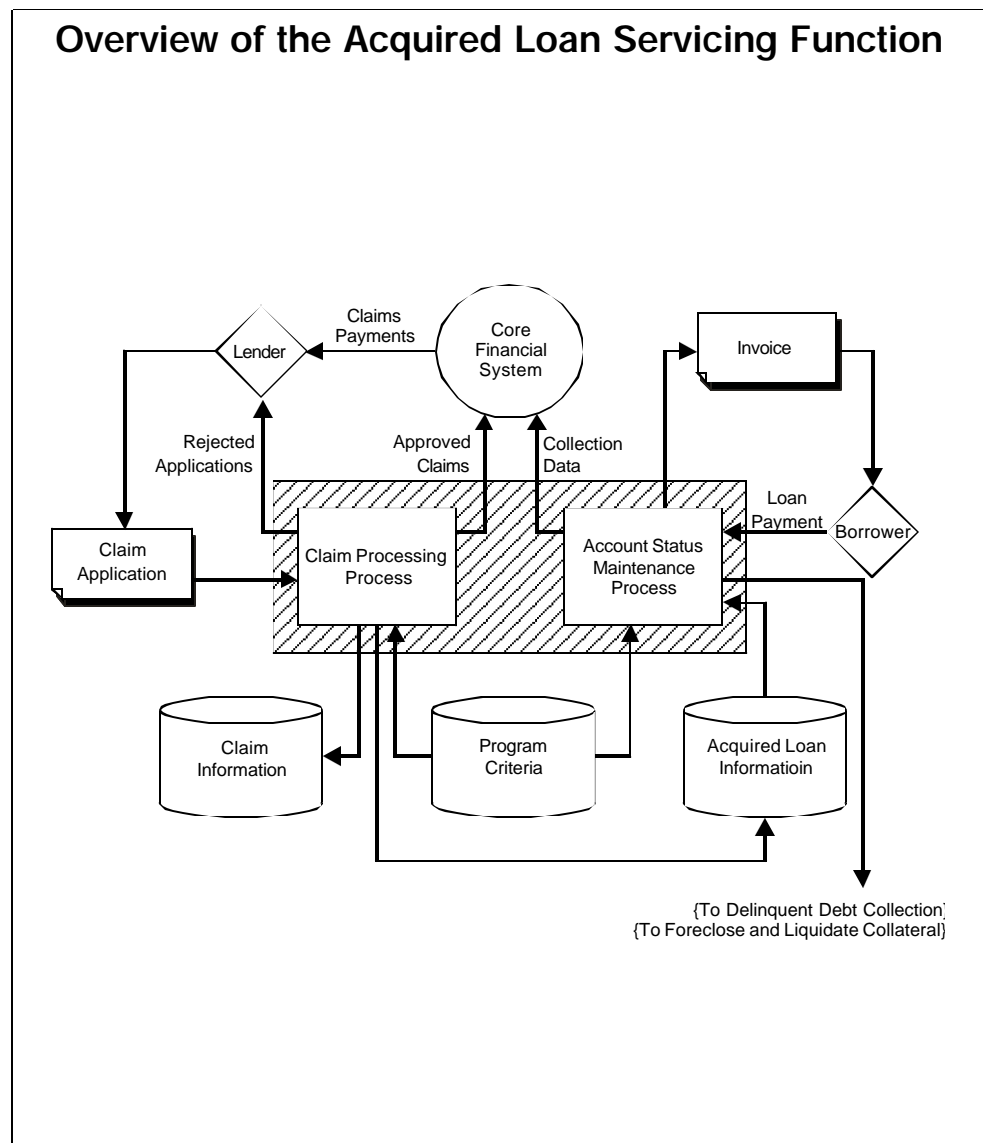 Overview of the Acquired Loan Servicing Function
Claims
Payments
Lender
Core
Financial
System
Invoice
Rejected
Applications
Approved
Claims
Collection
Data
Loan
Payment
Borrower
Claim
Application
Claim Processing
Process
Account Status
Maintenance
Process
Claim
Information
Program
Criteria
Acquired Loan
Informatioin
{To Delinquent Debt Collection}
{To Foreclose and Liquidate Collateral}